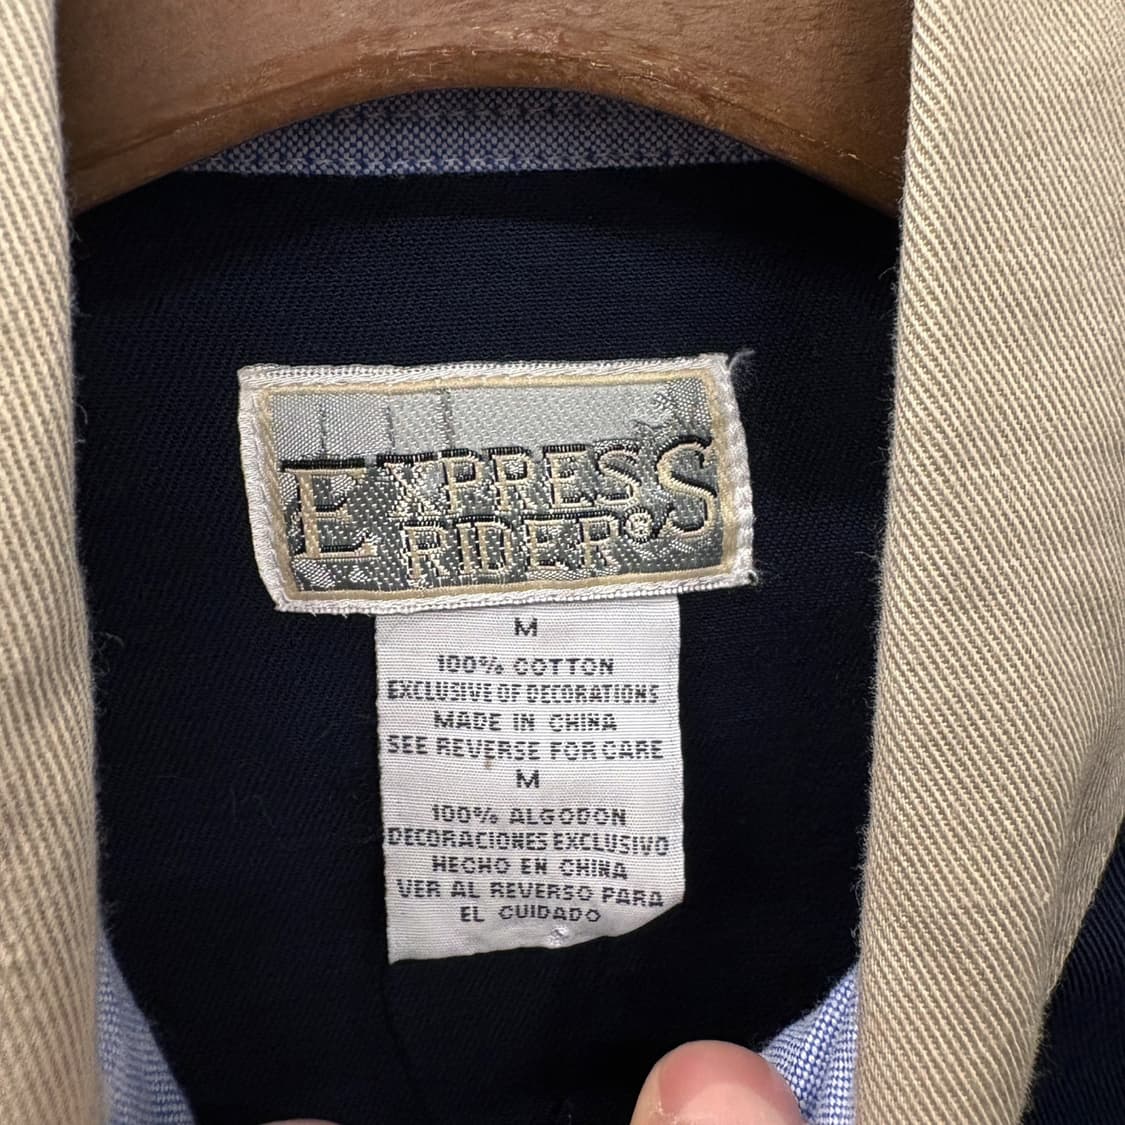 EXPRESS
RIDER®
M
100% COTTON
EXCLUSIVE OF DECORATIONS
MADE IN CHINA
SEE REVERSE FOR CARE
M
100% ALGODON
DECORACIONES EXCLUSIVO
HECHO EN CHINA
VER AL REVERSO PARA
EL CUIDADO